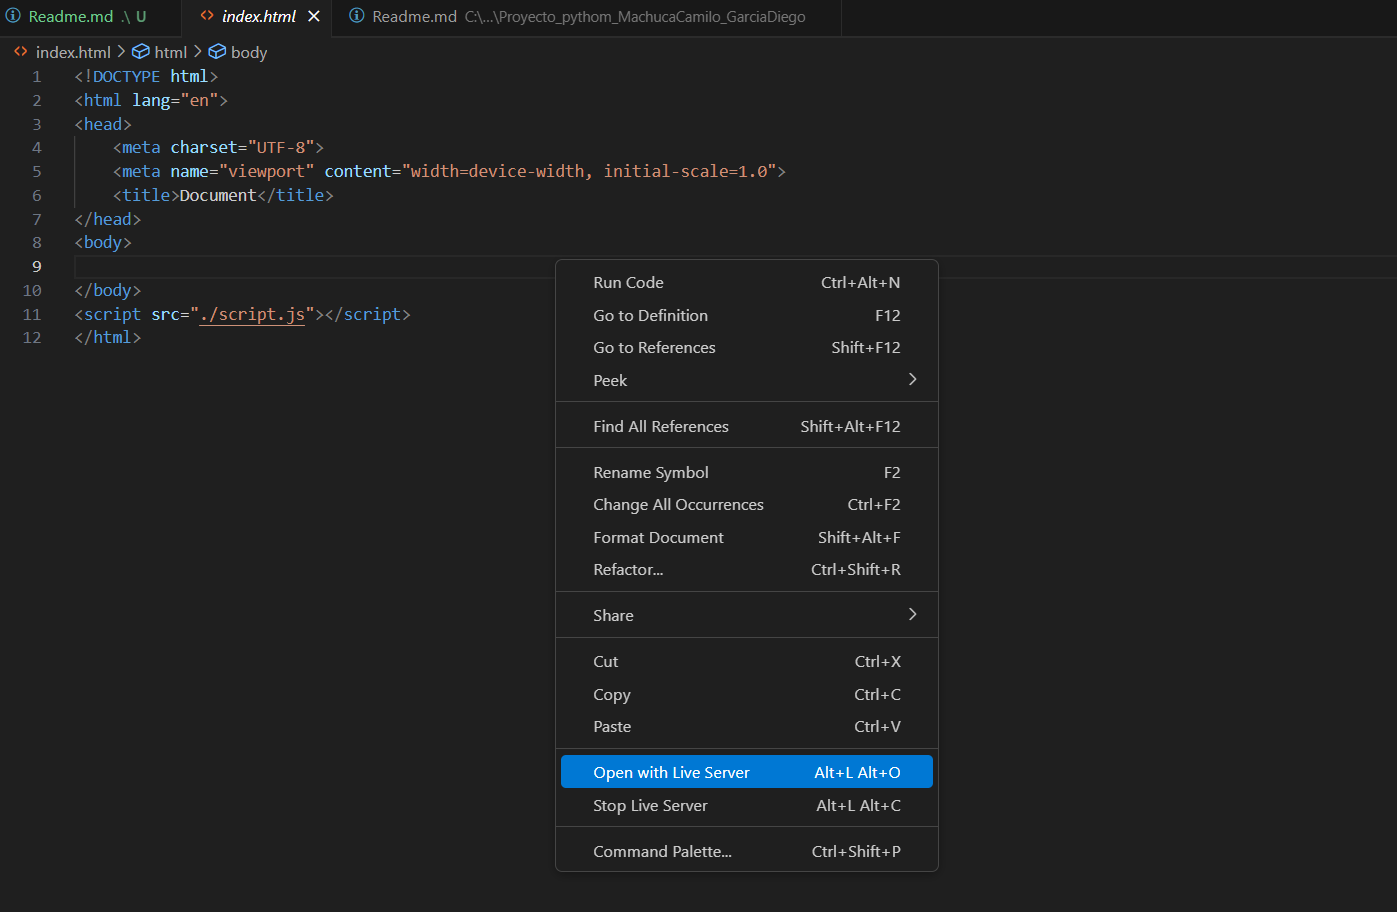 Readme.md .\ U index.html Readme.md C:\...\Proyecto_pythom_MachucaCamilo_GarciaDiego
index.html > html > body
1 <!DOCTYPE html>
2 <html lang="en">
3 <head>
4 <meta charset="UTF-8">
5 <meta name="viewport" content="width=device-width, initial-scale=1.0">
6 <title>Document</title>
7 </head>
8 <body>
9
10 </body>
11 <script src="./script.js"></script>
12 </html>
Run Code Ctrl+Alt+N
Go to Definition F12
Go to References Shift+F12
Peek
Find All References Shift+Alt+F12
Rename Symbol F2
Change All Occurrences Ctrl+F2
Format Document Shift+Alt+F
Refactor... Ctrl+Shift+R
Share
Cut Ctrl+X
Copy Ctrl+C
Paste Ctrl+V
Open with Live Server Alt+L Alt+O
Stop Live Server Alt+L Alt+C
Command Palette... Ctrl+Shift+P